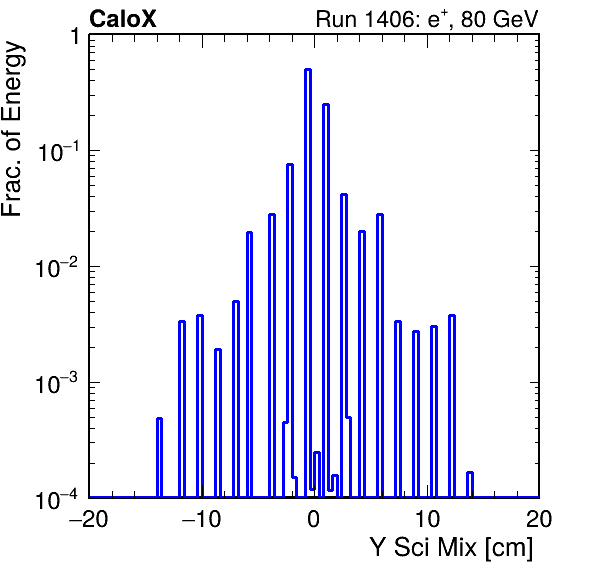 CaloX Run 1406: e⁺, 80 GeV
Frac. of Energy
1
10⁻¹
10⁻²
10⁻³
10⁻⁴
−20 −10 0 10 20
Y Sci Mix [cm]